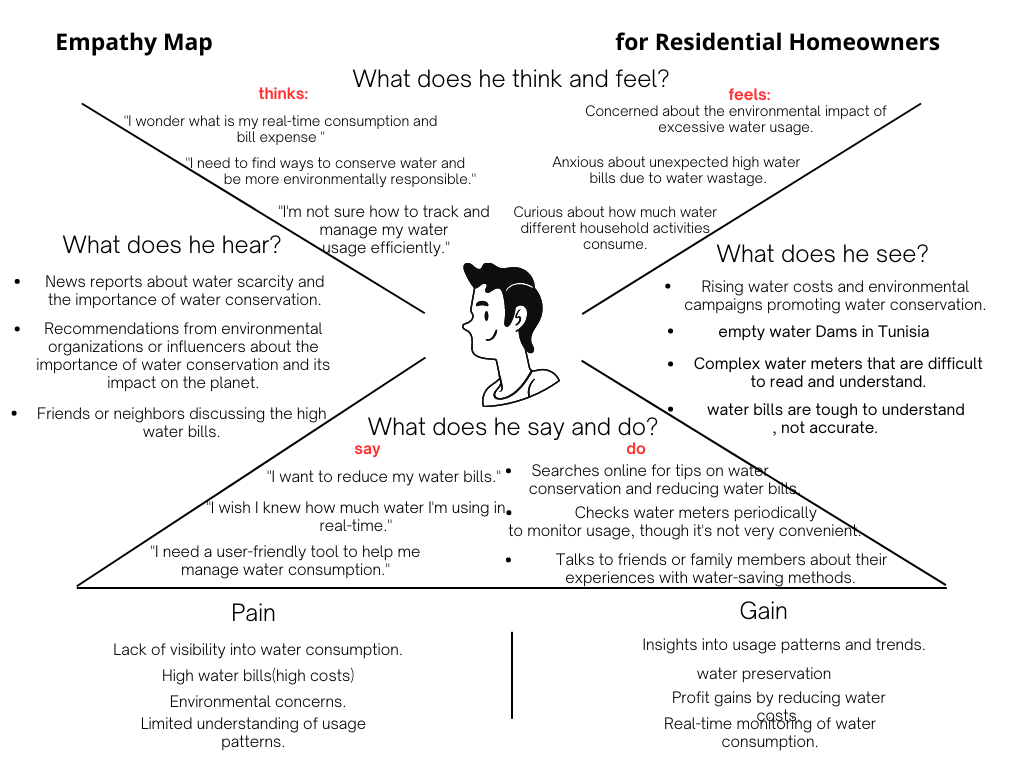 Empathy Map
for Residential Homeowners
What does he think and feel?
thinks:
"I wonder what is my real-time consumption and
bill expense "
"I need to find ways to conserve water and
be more environmentally responsible."
"I'm not sure how to track and
manage my water
usage efficiently."
feels:
Concerned about the environmental impact of
excessive water usage.
Anxious about unexpected high water
bills due to water wastage.
Curious about how much water
different household activities
consume.
What does he hear?
• News reports about water scarcity and
the importance of water conservation.
• Recommendations from environmental
organizations or influencers about the
importance of water conservation and its
impact on the planet.
• Friends or neighbors discussing the high
water bills.
What does he see?
• Rising water costs and environmental
campaigns promoting water conservation.
• empty water Dams in Tunisia
• Complex water meters that are difficult
to read and understand.
• water bills are tough to understand
, not accurate.
What does he say and do?
say
"I want to reduce my water bills."
"I wish I knew how much water I'm using in
real-time."
"I need a user-friendly tool to help me
manage water consumption."
do
• Searches online for tips on water
conservation and reducing water bills.
• Checks water meters periodically
to monitor usage, though it's not very convenient.
• Talks to friends or family members about their
experiences with water-saving methods.
Pain
Lack of visibility into water consumption.
High water bills(high costs)
Environmental concerns.
Limited understanding of usage
patterns.
Gain
Insights into usage patterns and trends.
water preservation
Profit gains by reducing water
costs
Real-time monitoring of water
consumption.